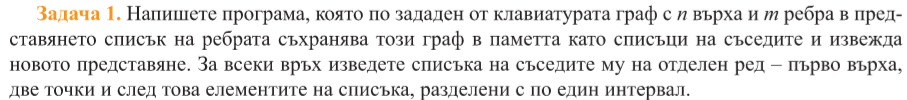 Задача 1. Напишете програма, която по зададен от клавиатурата граф с n върха и m ребра в пред-
ставянето списък на ребрата съхранява този граф в паметта като списъци на съседите и извежда
новото представяне. За всеки връх изведете списъка на съседите му на отделен ред – първо върха,
две точки и след това елементите на списъка, разделени с по един интервал.